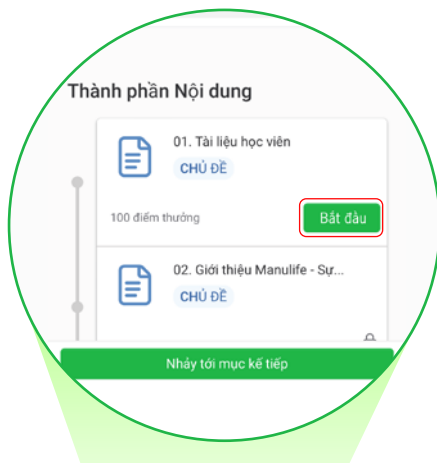 Thành phần Nội dung
01. Tài liệu học viên
CHỦ ĐỀ
100 điểm thưởng
Bắt đầu
02. Giới thiệu Manulife - Sự...
CHỦ ĐỀ
Nhảy tới mục kế tiếp